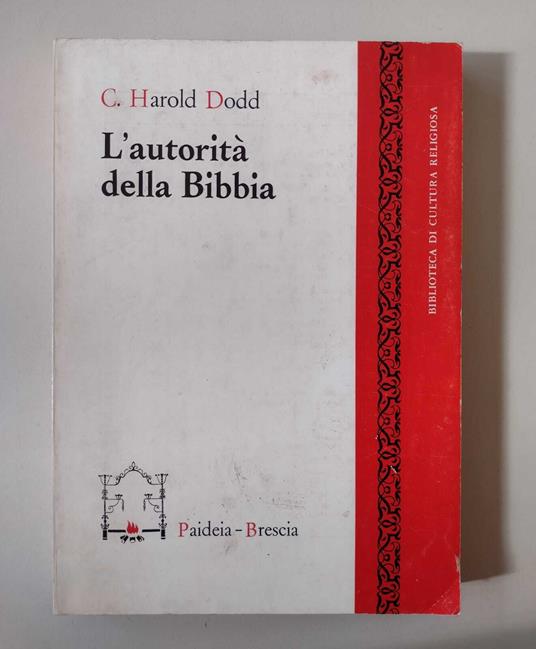 C. Harold Dodd
L'autorità
della Bibbia
Paideia - Brescia
BIBLIOTECA DI CULTURA RELIGIOSA